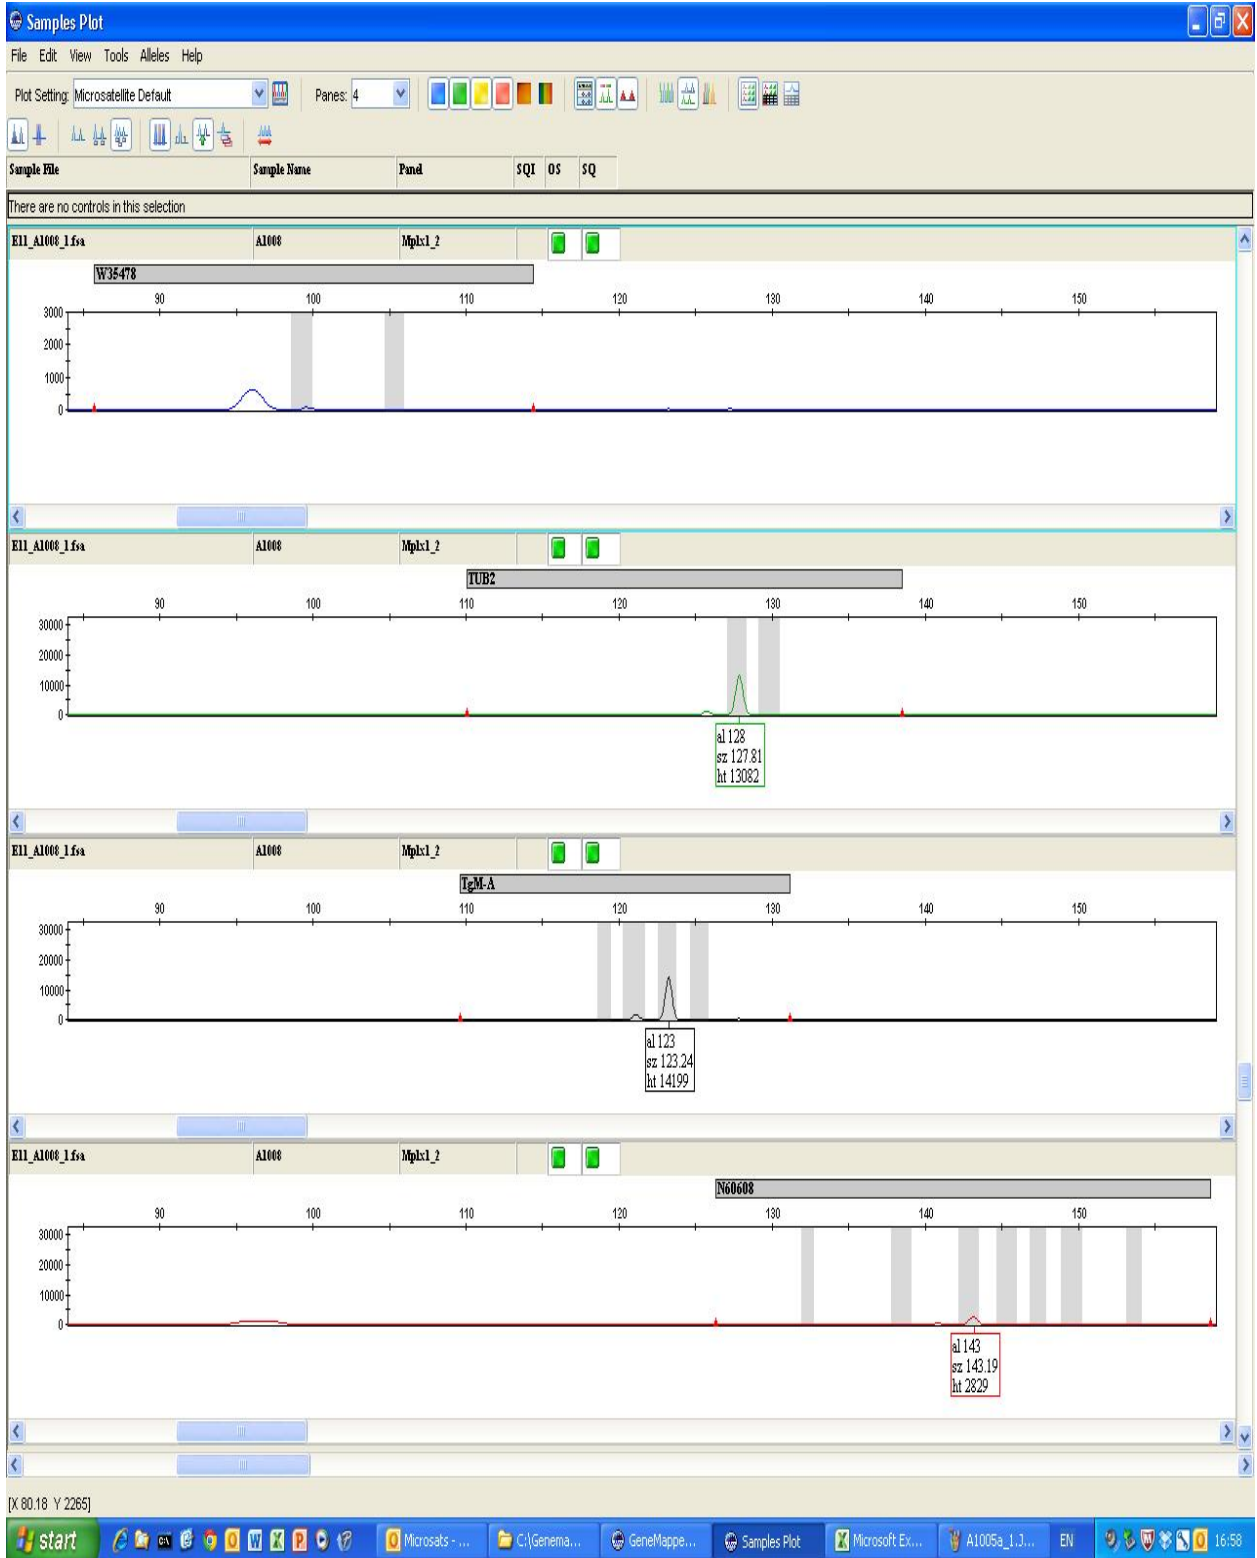 Samples Plot
File Edit View Tools Alleles Help
Plot Setting: Microsatellite Default Panes: 4
Sample File Sample Name Panel SQI OS SQ
There are no controls in this selection
E11_A1008_1.fsa A1008 Mplx1_2
W35478
90 100 110 120 130 140 150
3000
2000
1000
0
E11_A1008_1.fsa A1008 Mplx1_2
TUB2
90 100 110 120 130 140 150
30000
20000
10000
0
al 128
sz 127.81
ht 13082
E11_A1008_1.fsa A1008 Mplx1_2
TgM-A
90 100 110 120 130 140 150
30000
20000
10000
0
al 123
sz 123.24
ht 14199
E11_A1008_1.fsa A1008 Mplx1_2
N60608
90 100 110 120 130 140 150
30000
20000
10000
0
al 143
sz 143.19
ht 2829
[X 80.18 Y 2265]
start Microsats - ... C:\Genema... GeneMappe... Samples Plot Microsoft Ex... A1005a_1.J... EN 16:58